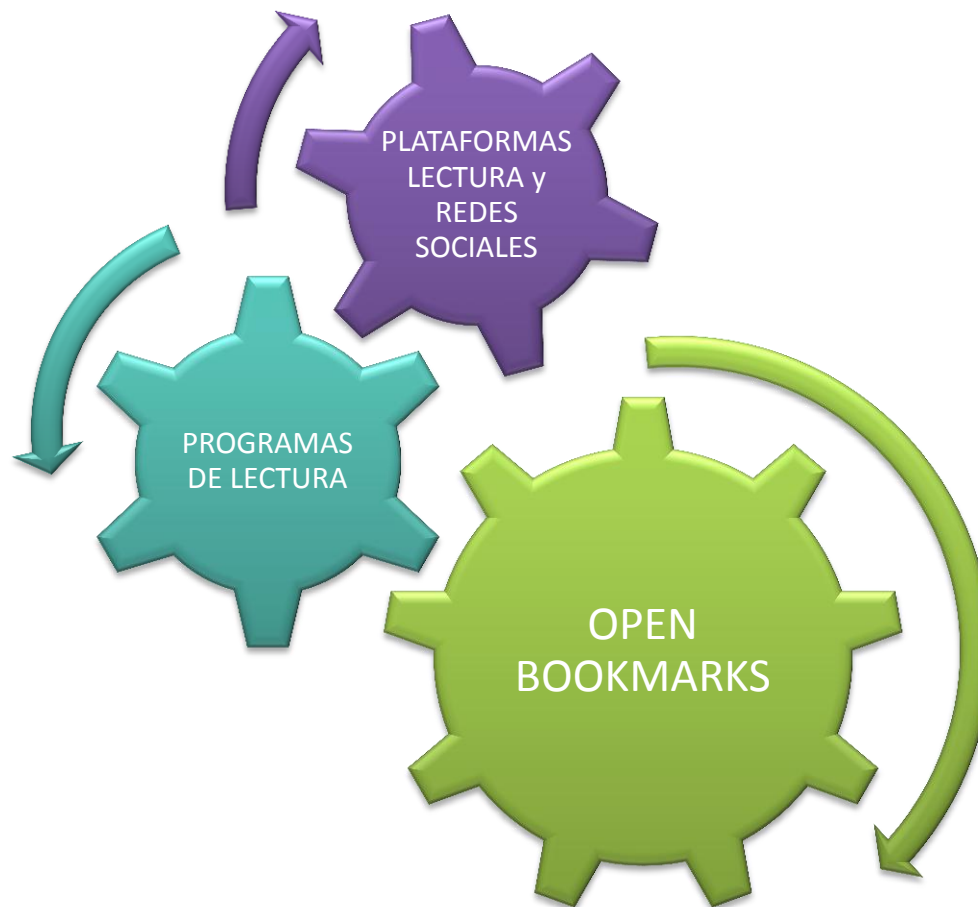 PLATAFORMAS
LECTURA y
REDES
SOCIALES
PROGRAMAS
DE LECTURA
OPEN
BOOKMARKS